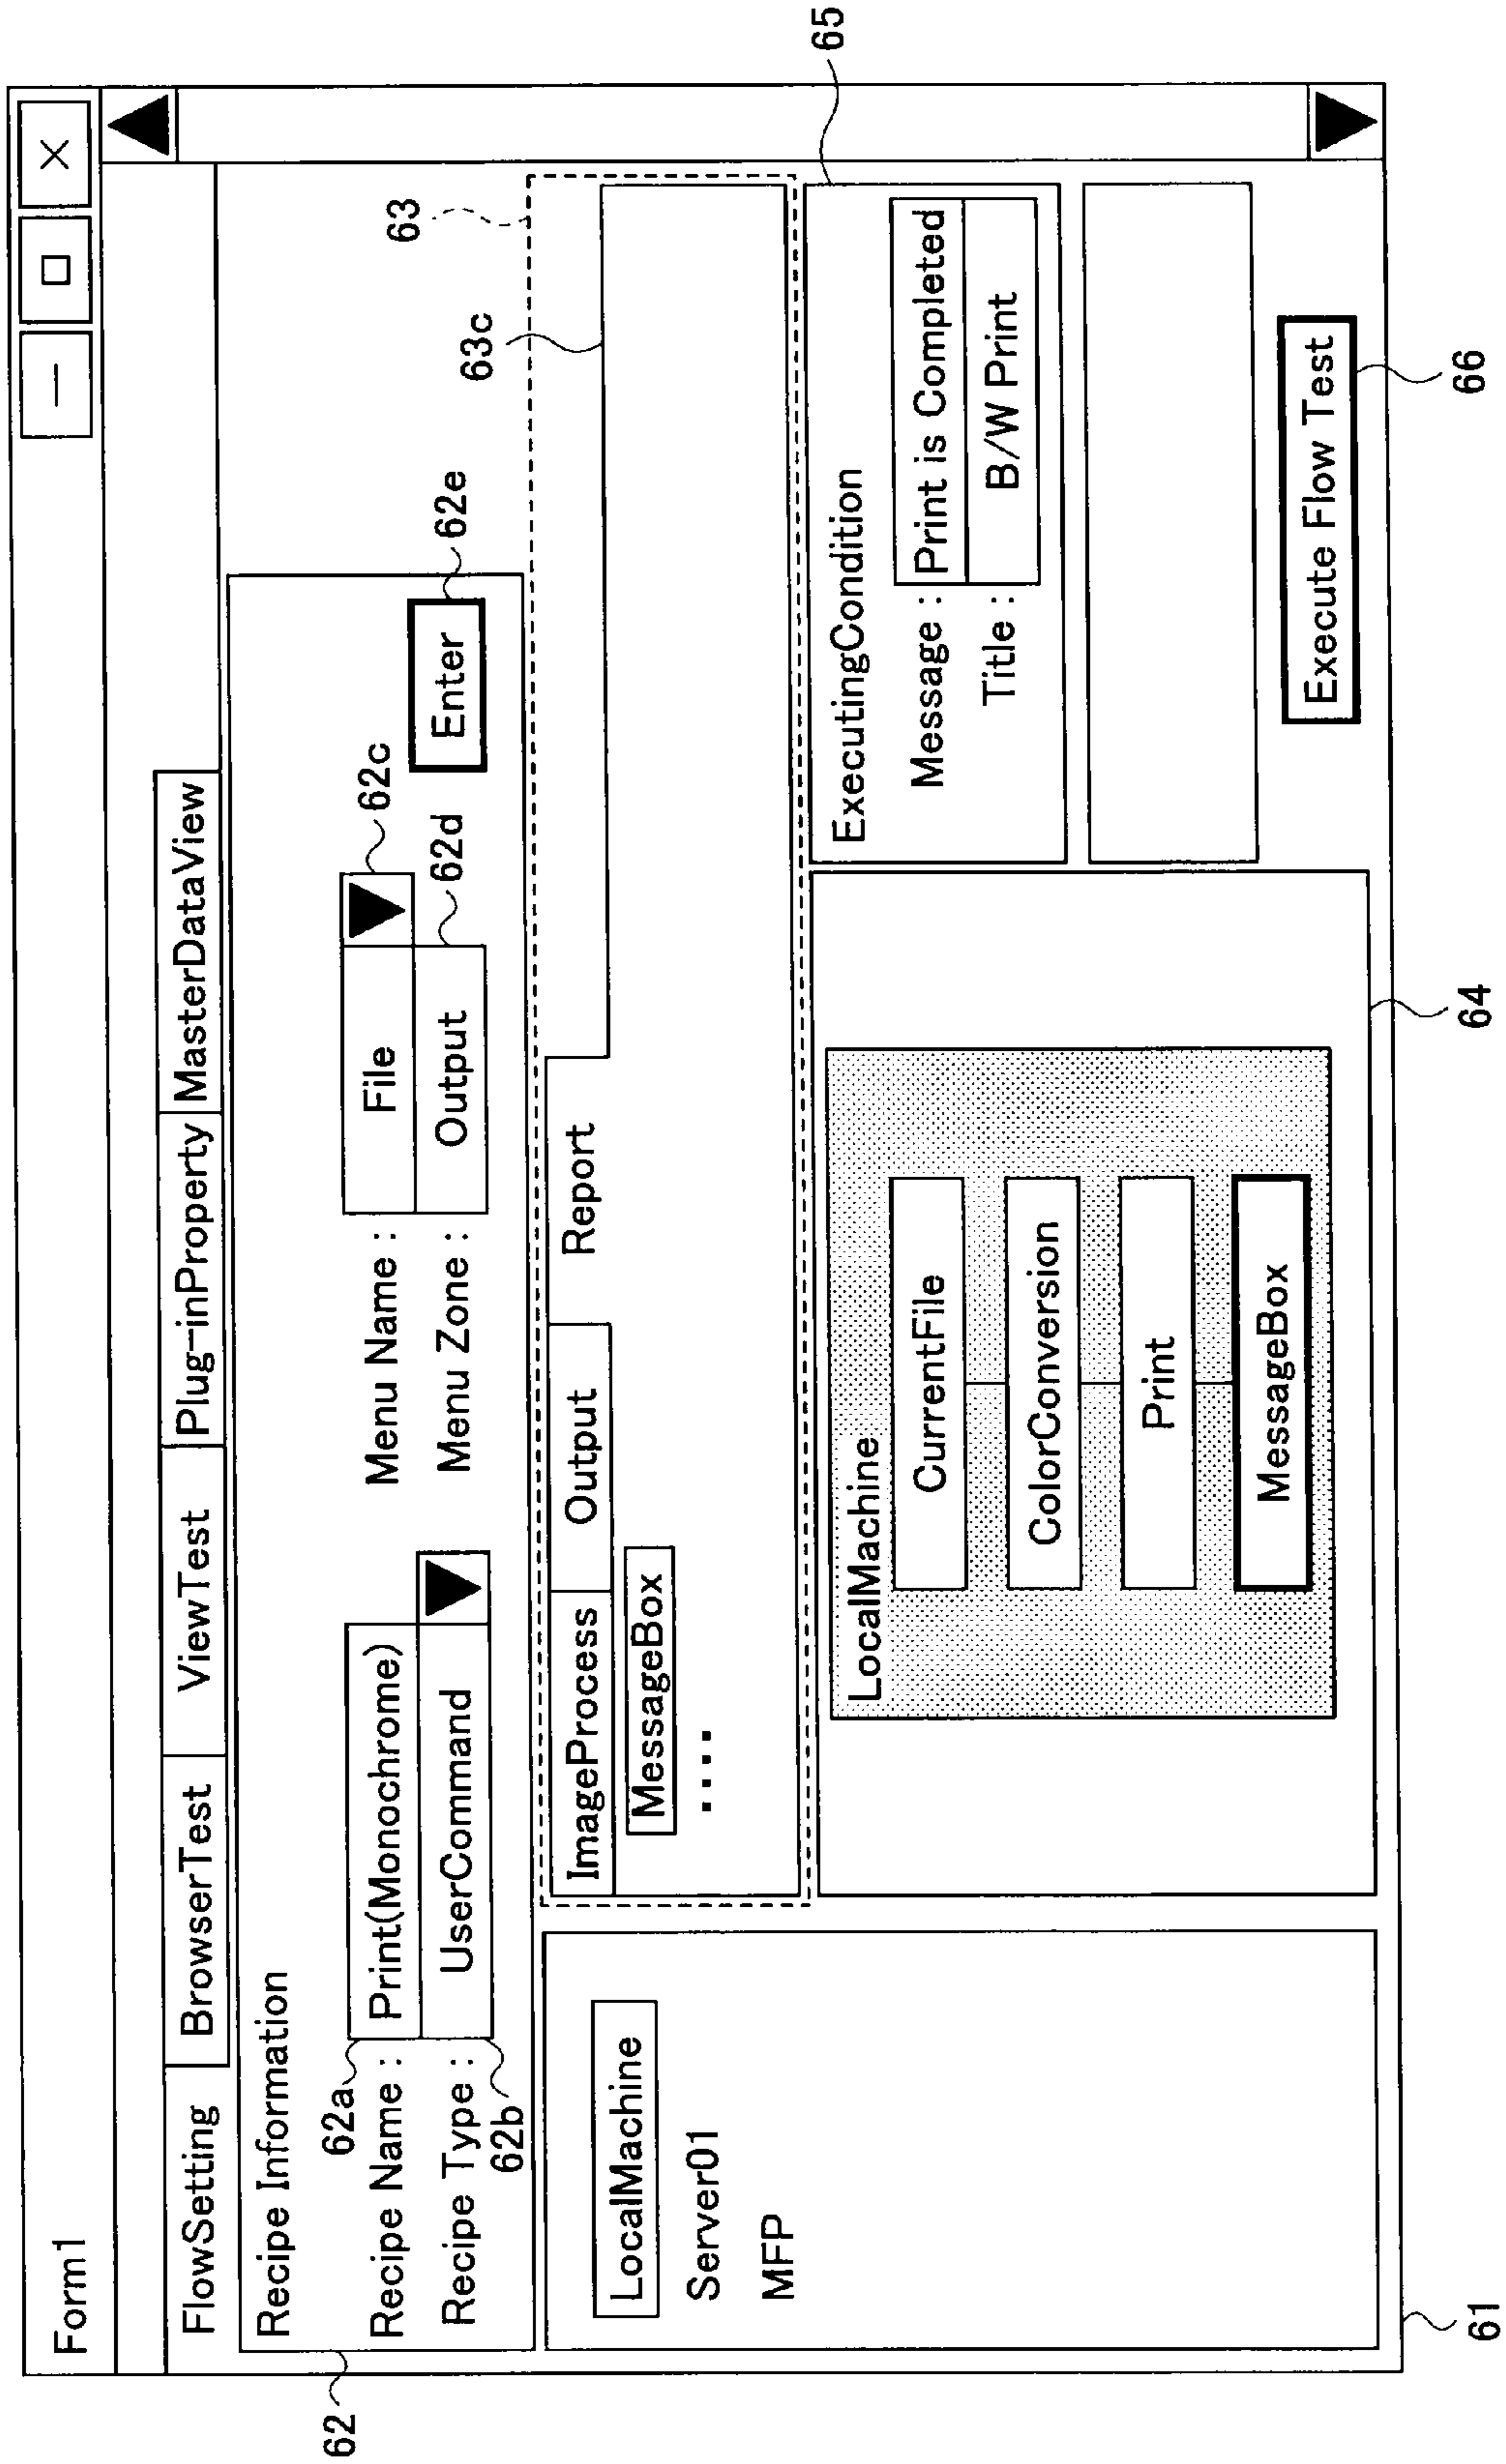 Form1
FlowSetting BrowserTest ViewTest Plug-inProperty MasterDataView
62
Recipe Information
62a
Recipe Name : Print(Monochrome) Menu Name : File 62c
Recipe Type : UserCommand Menu Zone : Output 62d Enter 62e
62b
63
63c
ImageProcess Output Report
MessageBox
....
LocalMachine
Server01
MFP
LocalMachine
CurrentFile
ColorConversion
Print
MessageBox
65
ExecutingCondition
Message : Print is Completed
Title : B/W Print
Execute Flow Test
61
64
66